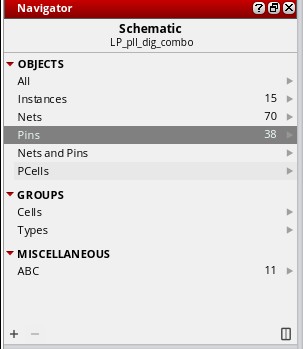 Navigator
Schematic
LP_pll_dig_combo
OBJECTS
All
Instances 15
Nets 70
Pins 38
Nets and Pins
PCells
GROUPS
Cells
Types
MISCELLANEOUS
ABC 11